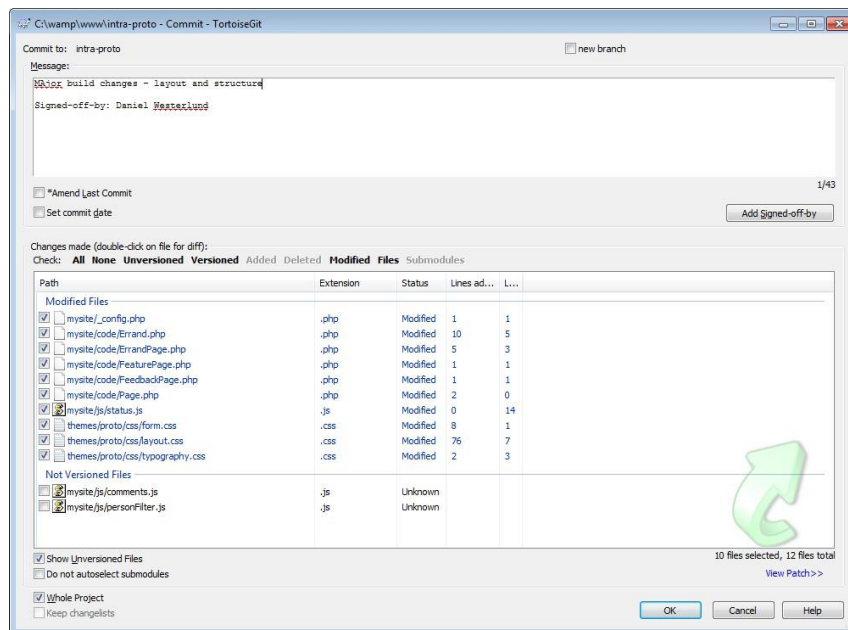 C:\wamp\www\intra-proto - Commit - TortoiseGit
Commit to: intra-proto
new branch
Message:
MAjor build changes - layout and structure
Signed-off-by: Daniel Westerlund
1/43
*Amend Last Commit
Set commit date
Add Signed-off-by
Changes made (double-click on file for diff):
Check: All None Unversioned Versioned Added Deleted Modified Files Submodules
Path Extension Status Lines ad... L...
Modified Files
mysite/_config.php .php Modified 1 1
mysite/code/Errand.php .php Modified 10 5
mysite/code/ErrandPage.php .php Modified 5 3
mysite/code/FeaturePage.php .php Modified 1 1
mysite/code/FeedbackPage.php .php Modified 1 1
mysite/code/Page.php .php Modified 2 0
mysite/js/status.js .js Modified 0 14
themes/proto/css/form.css .css Modified 8 1
themes/proto/css/layout.css .css Modified 76 7
themes/proto/css/typography.css .css Modified 2 3
Not Versioned Files
mysite/js/comments.js .js Unknown
mysite/js/personFilter.js .js Unknown
Show Unversioned Files
10 files selected, 12 files total
Do not autoselect submodules
View Patch>>
Whole Project
Keep changelists
OK Cancel Help